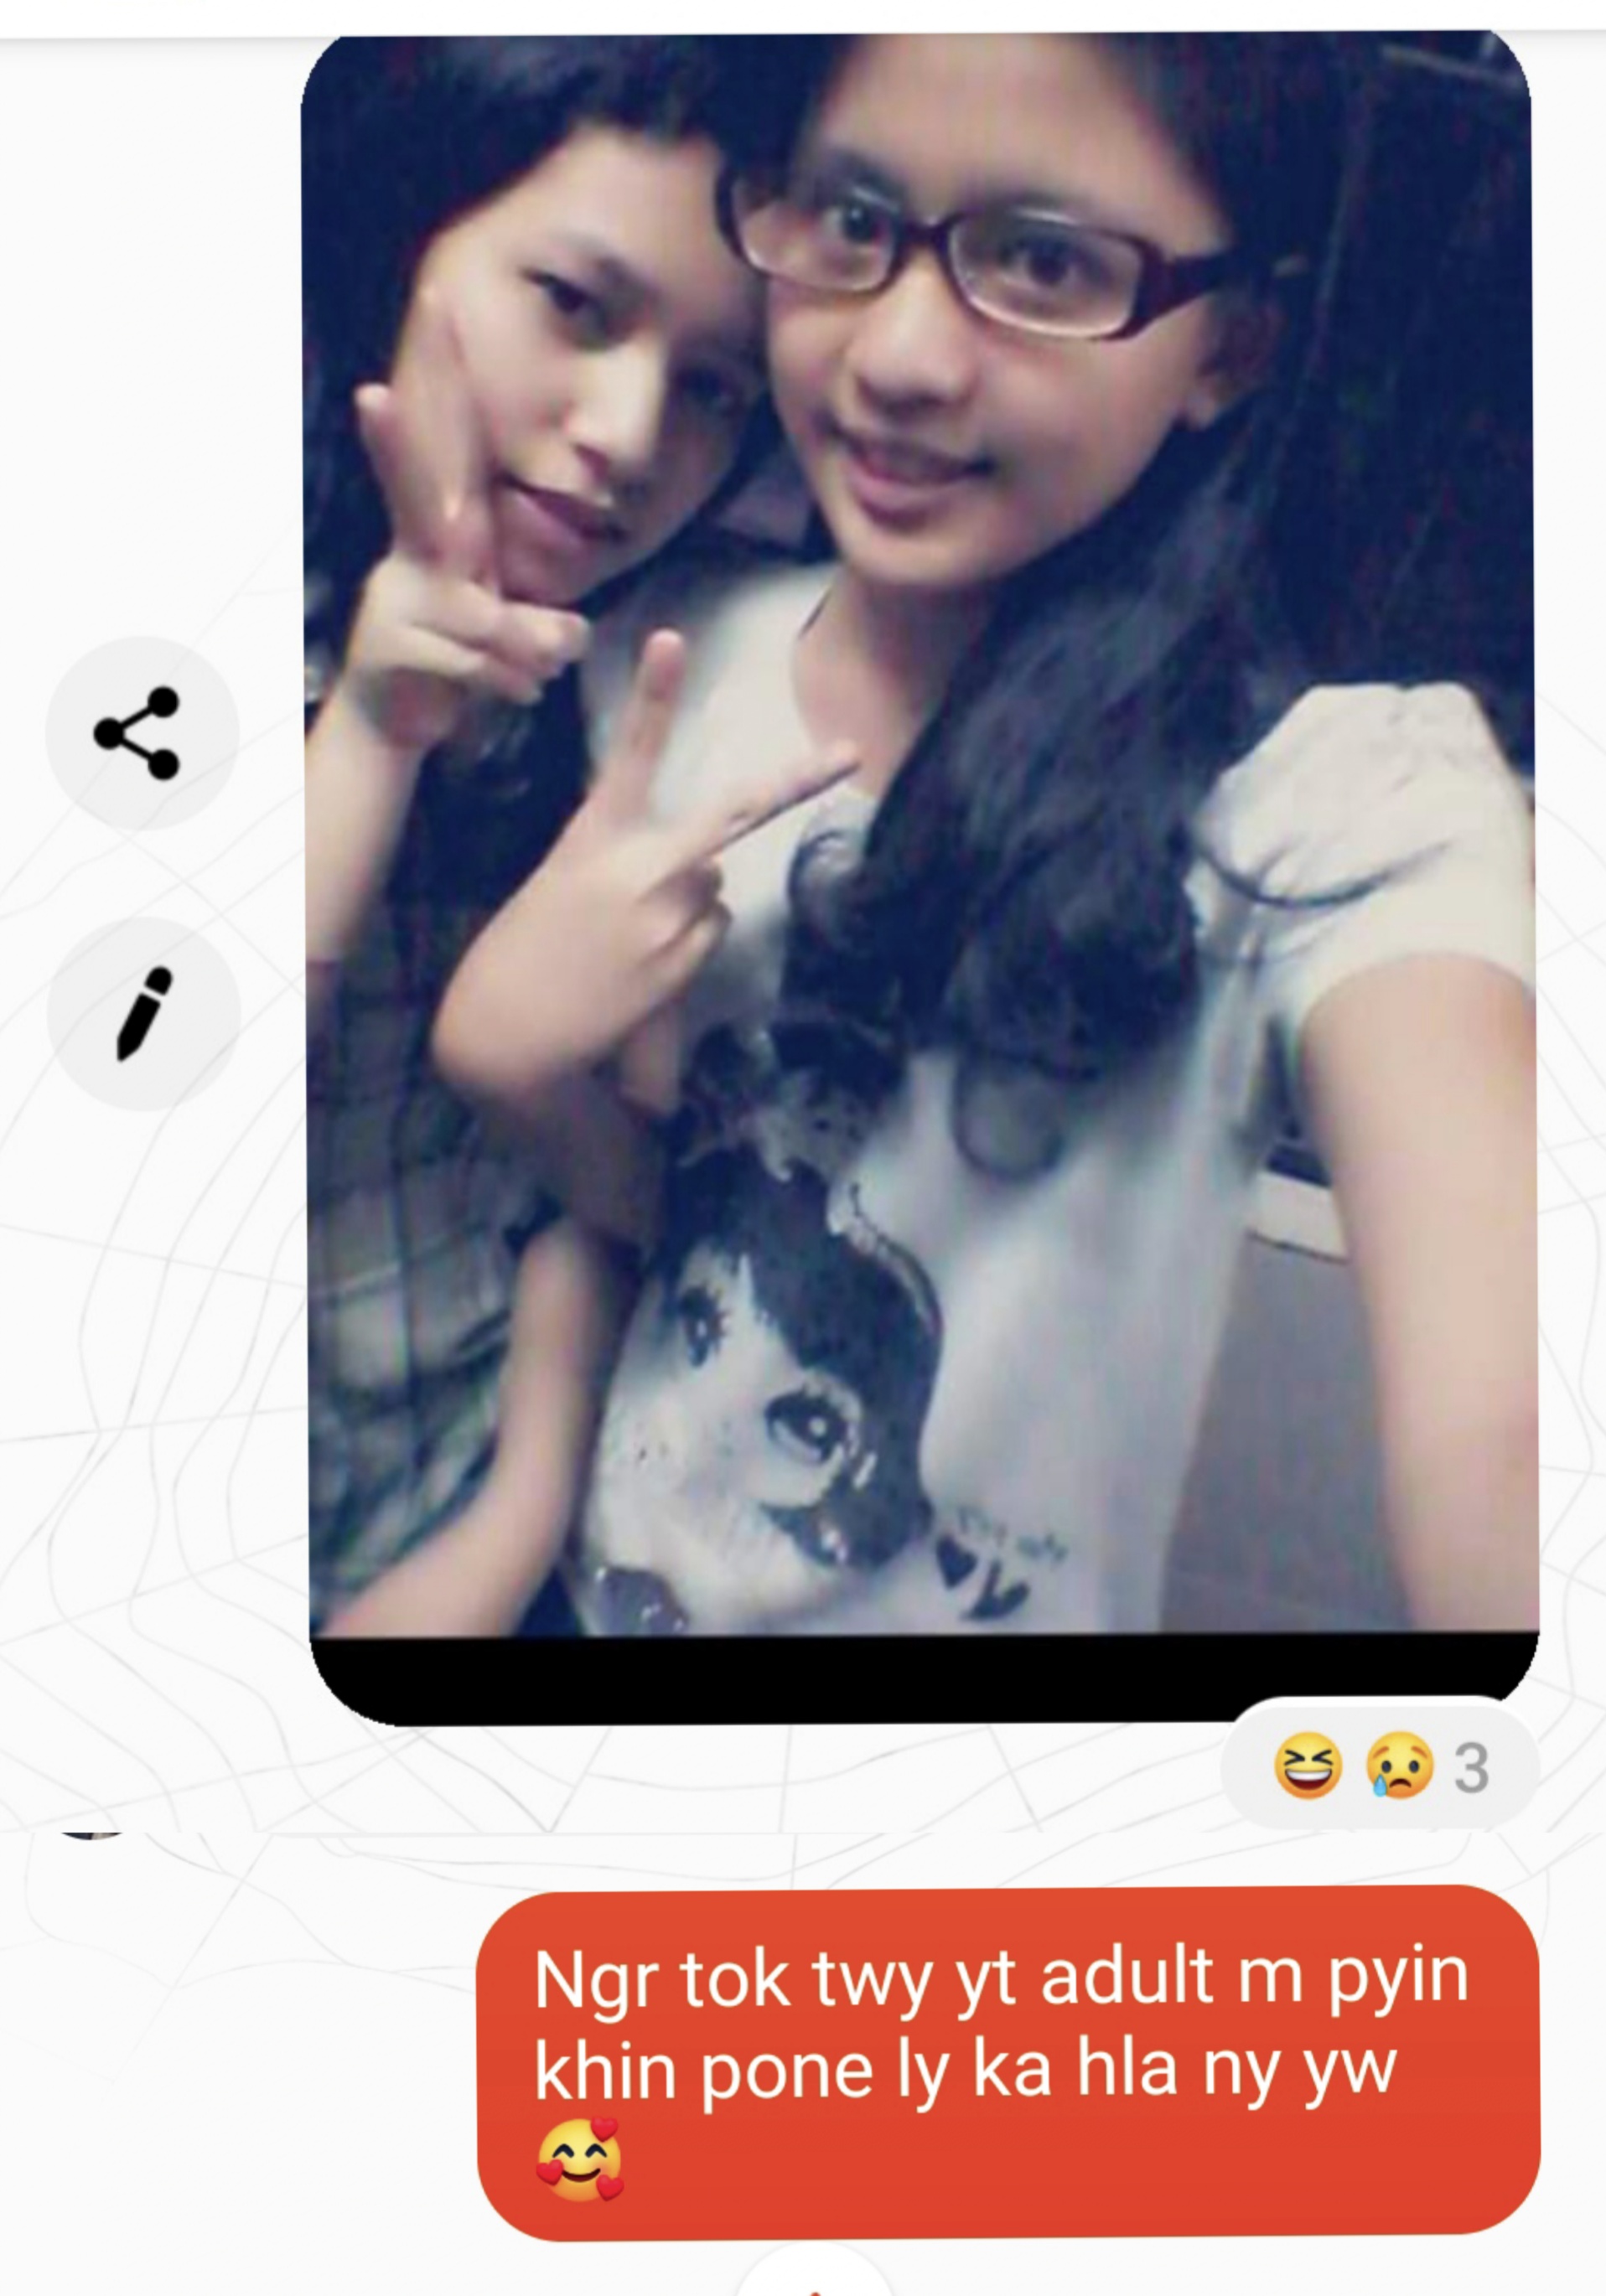 3
Ngr tok twy yt adult m pyin
khin pone ly ka hla ny yw
🥰